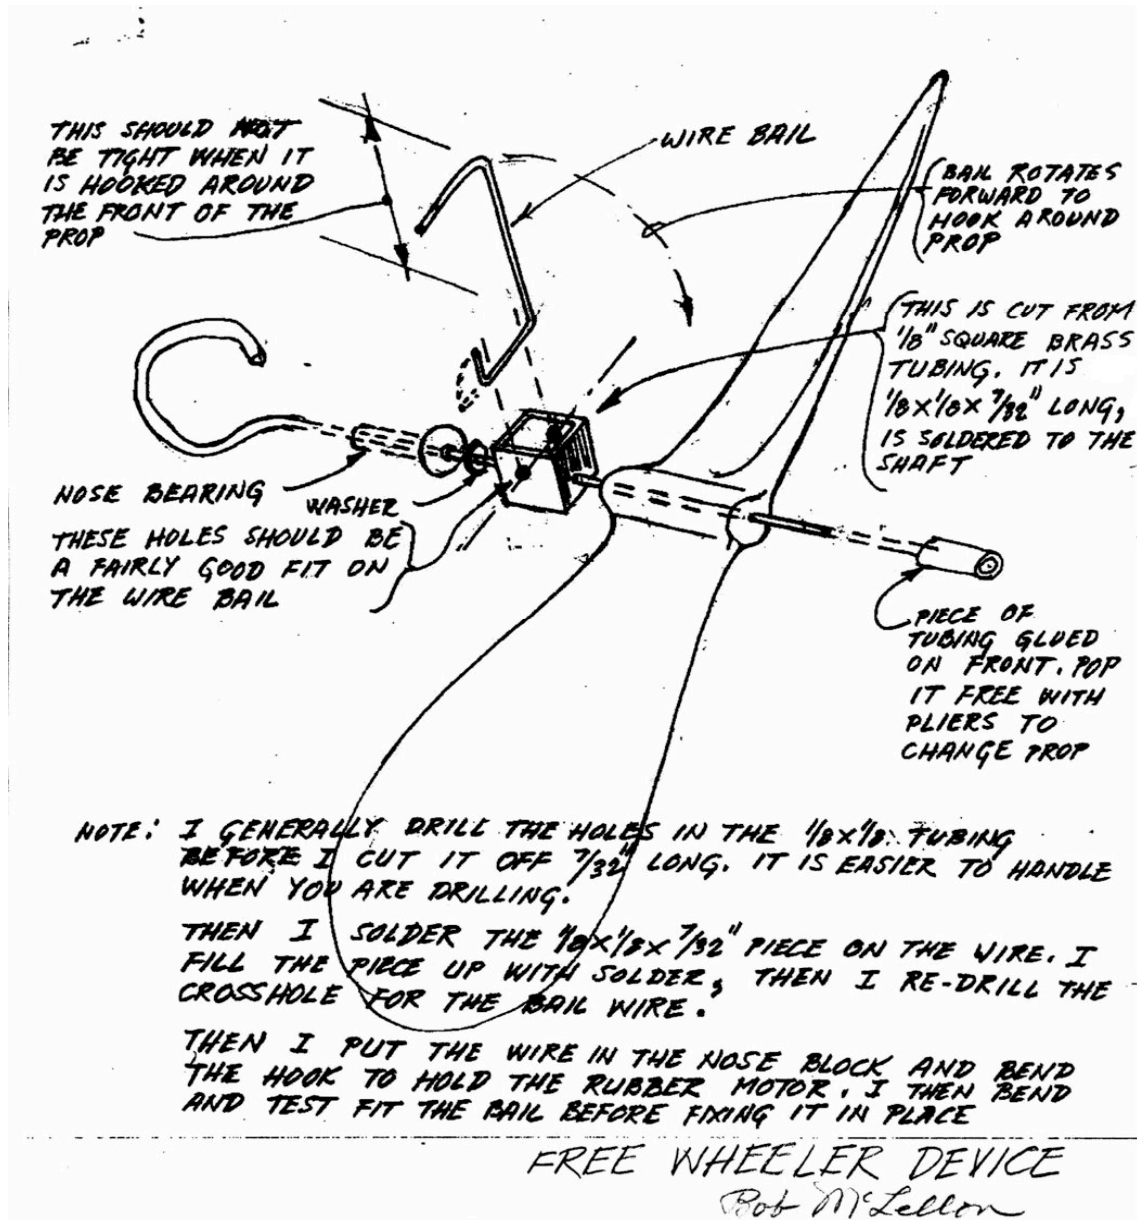 THIS SHOULD NOT
BE TIGHT WHEN IT
IS HOOKED AROUND
THE FRONT OF THE
PROP
WIRE BAIL
BAIL ROTATES
FORWARD TO
HOOK AROUND
PROP
THIS IS CUT FROM
1/8" SQUARE BRASS
TUBING. IT IS
1/8 X 1/8 X 7/32" LONG,
IS SOLDERED TO THE
SHAFT
NOSE BEARING
WASHER
THESE HOLES SHOULD BE
A FAIRLY GOOD FIT ON
THE WIRE BAIL
PIECE OF
TUBING GLUED
ON FRONT. POP
IT FREE WITH
PLIERS TO
CHANGE PROP
NOTE: I GENERALLY DRILL THE HOLES IN THE 1/8 X 1/8. TUBING
BEFORE I CUT IT OFF 7/32" LONG. IT IS EASIER TO HANDLE
WHEN YOU ARE DRILLING.
THEN I SOLDER THE 1/8 X 1/8 X 7/32" PIECE ON THE WIRE. I
FILL THE PIECE UP WITH SOLDER, THEN I RE-DRILL THE
CROSSHOLE FOR THE BAIL WIRE.
THEN I PUT THE WIRE IN THE NOSE BLOCK AND BEND
THE HOOK TO HOLD THE RUBBER MOTOR. I THEN BEND
AND TEST FIT THE BAIL BEFORE FIXING IT IN PLACE
FREE WHEELER DEVICE
Bob McLellon